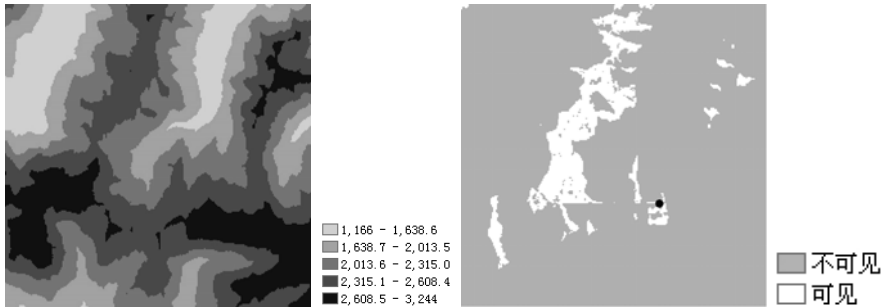 1,166 - 1,638.6
1,638.7 - 2,013.5
2,013.6 - 2,315.0
2,315.1 - 2,608.4
2,608.5 - 3,244
不可见
可见